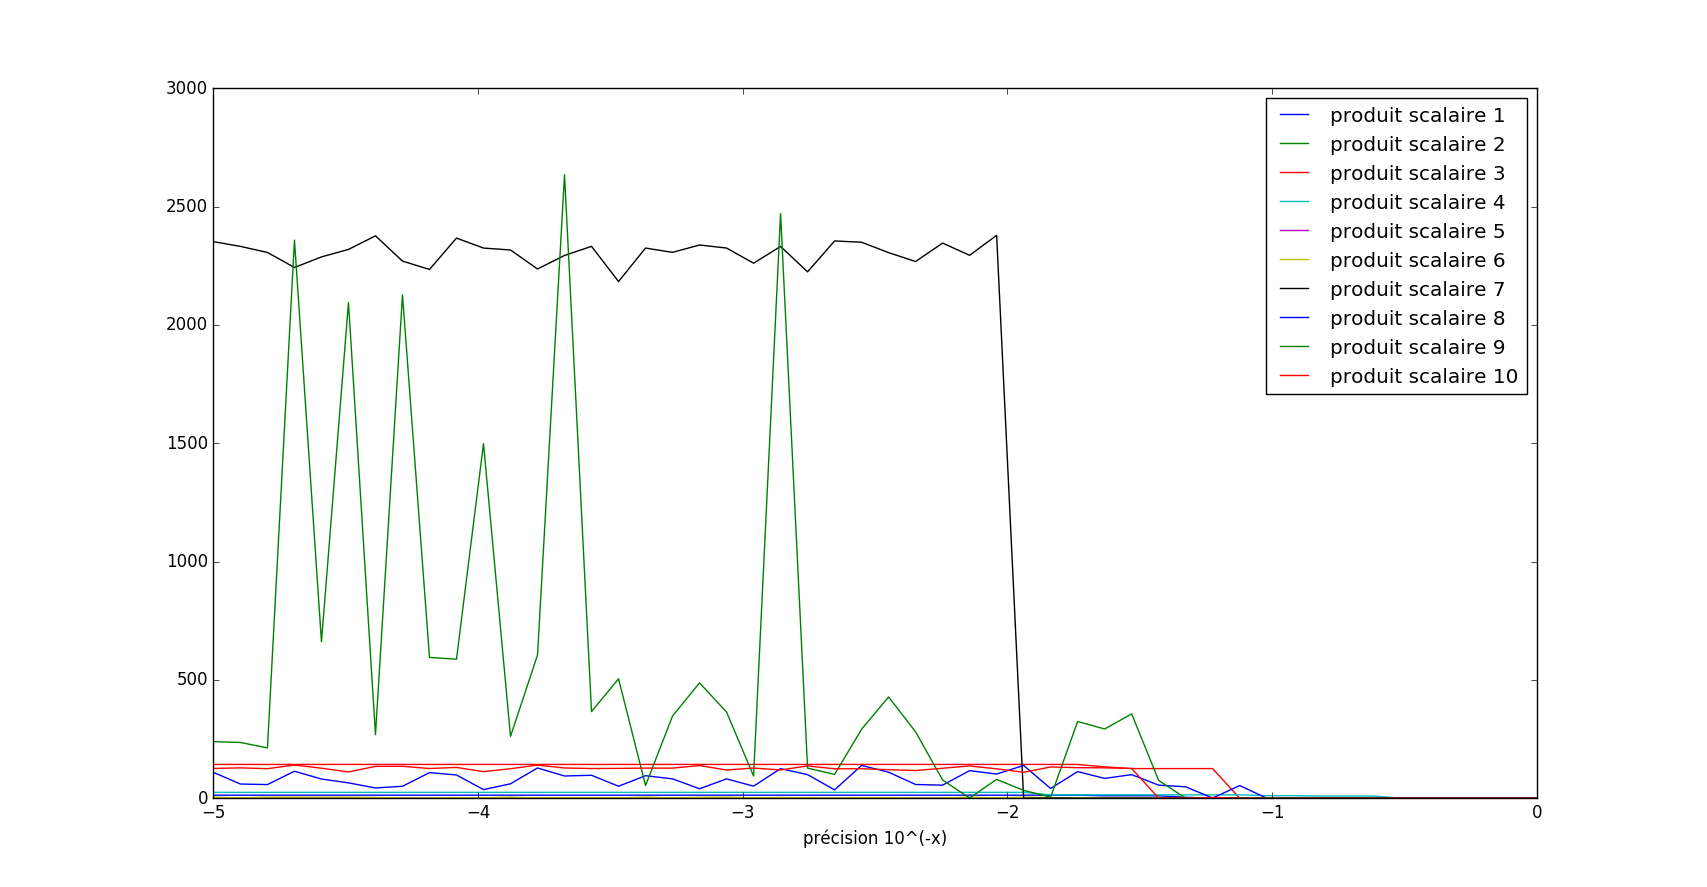 3000
2500
2000
1500
1000
500
0
−5 −4 −3 −2 −1 0
précision 10^(-x)
produit scalaire 1
produit scalaire 2
produit scalaire 3
produit scalaire 4
produit scalaire 5
produit scalaire 6
produit scalaire 7
produit scalaire 8
produit scalaire 9
produit scalaire 10